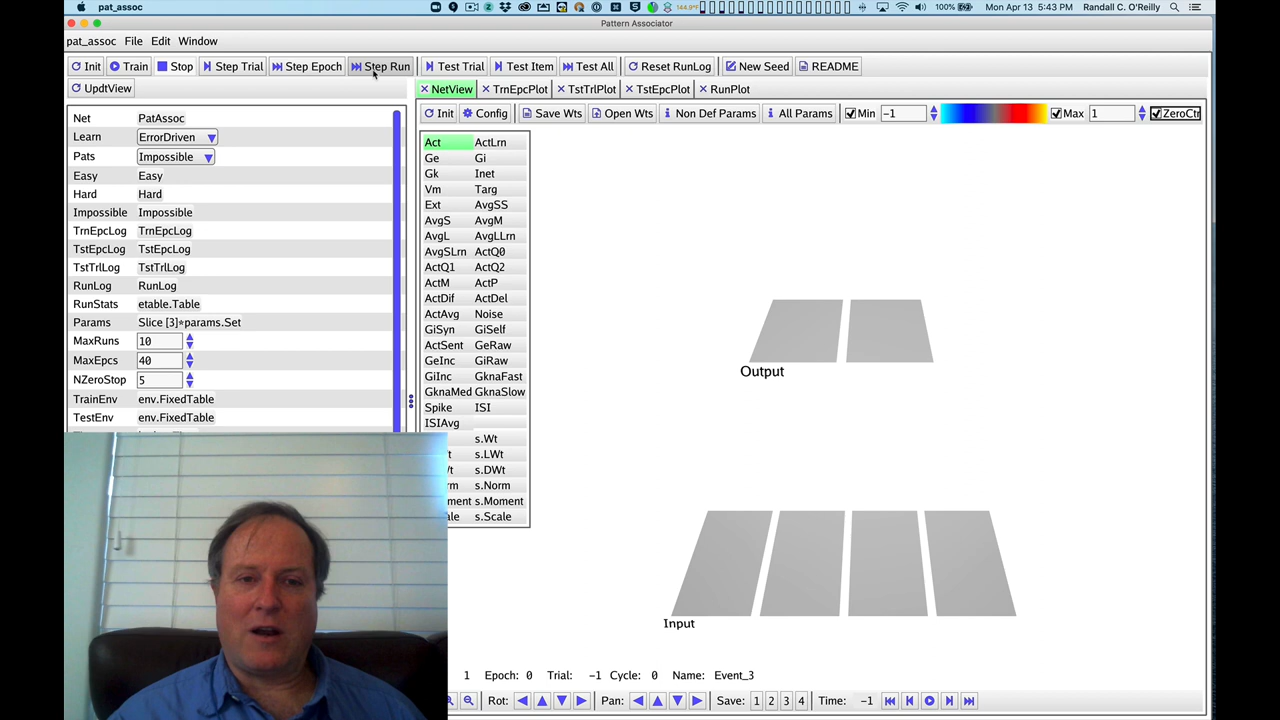 pat_assoc 144.9°F 100% Mon Apr 13 5:43 PM Randall C. O'Reilly
Pattern Associator
pat_assoc File Edit Window
Init Train Stop Step Trial Step Epoch Step Run Test Trial Test Item Test All Reset RunLog New Seed README
UpdtView
NetView TrnEpcPlot TstTrlPlot TstEpcPlot RunPlot
Init Config Save Wts Open Wts Non Def Params All Params Min -1 Max 1 ZeroCtr
Net PatAssoc
Learn ErrorDriven
Pats Impossible
Easy Easy
Hard Hard
Impossible Impossible
TrnEpcLog TrnEpcLog
TstEpcLog TstEpcLog
TstTrlLog TstTrlLog
RunLog RunLog
RunStats etable.Table
Params Slice [3]*params.Set
MaxRuns 10
MaxEpcs 40
NZeroStop 5
TrainEnv env.FixedTable
TestEnv env.FixedTable
Act ActLrn
Ge Gi
Gk Inet
Vm Targ
Ext AvgSS
AvgS AvgM
AvgL AvgLLrn
AvgSLrn ActQ0
ActQ1 ActQ2
ActM ActP
ActDif ActDel
ActAvg Noise
GiSyn GiSelf
ActSent GeRaw
GeInc GiRaw
GiInc GknaFast
GknaMed GknaSlow
Spike ISI
ISIAvg
s.Wt
t s.LWt
t s.DWt
rm s.Norm
ment s.Moment
ale s.Scale
Output
Input
1 Epoch: 0 Trial: -1 Cycle: 0 Name: Event_3
Rot: Pan: Save: 1 2 3 4 Time: -1